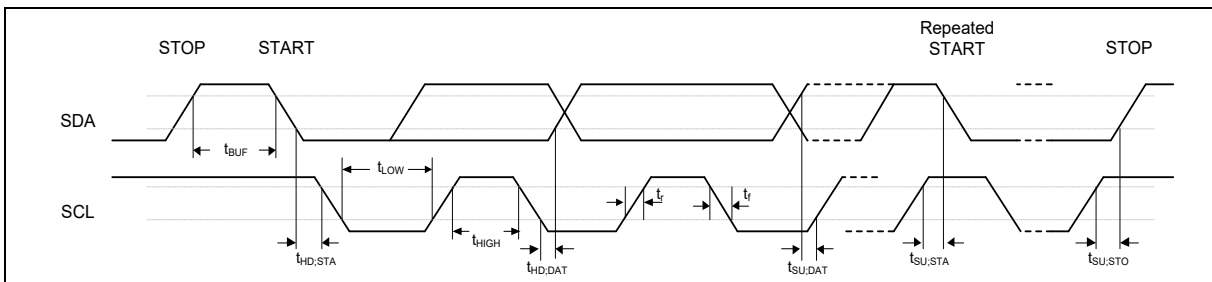 Repeated
STOP START START STOP
SDA
tBUF
tLOW
SCL
tr tf
tHIGH
tHD;STA tHD;DAT tSU;DAT tSU;STA tSU;STO